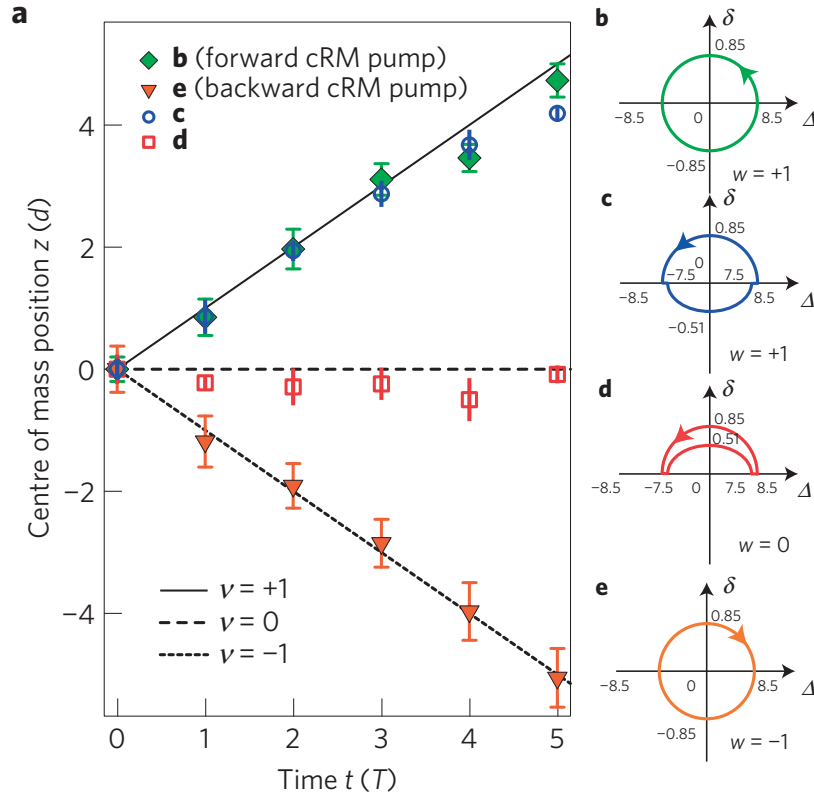 a
b (forward cRM pump)
e (backward cRM pump)
c
d
Centre of mass position z (d)
4
2
0
−2
−4
ν = +1
ν = 0
ν = −1
0 1 2 3 4 5
Time t (T)
b
δ
0.85
−8.5 0 8.5 Δ
−0.85
w = +1
c
δ
0.85
0
−7.5 7.5
−8.5 8.5 Δ
−0.51
w = +1
d
δ
0.85
0.51
−8.5 −7.5 0 7.5 8.5 Δ
w = 0
e
δ
0.85
−8.5 0 8.5 Δ
−0.85
w = −1